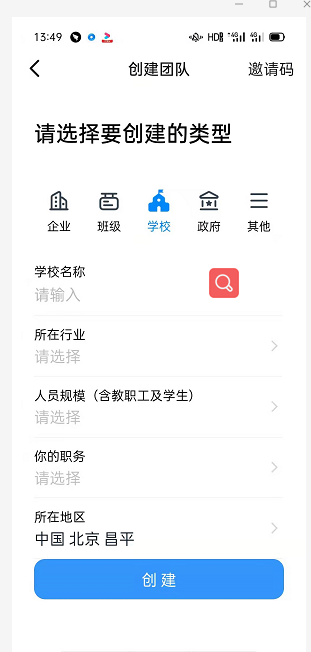 13:49
HD 4G 4G
创建团队
邀请码
请选择要创建的类型
企业 班级 学校 政府 其他
学校名称
请输入
所在行业
请选择
人员规模（含教职工及学生）
请选择
你的职务
请选择
所在地区
中国 北京 昌平
创建